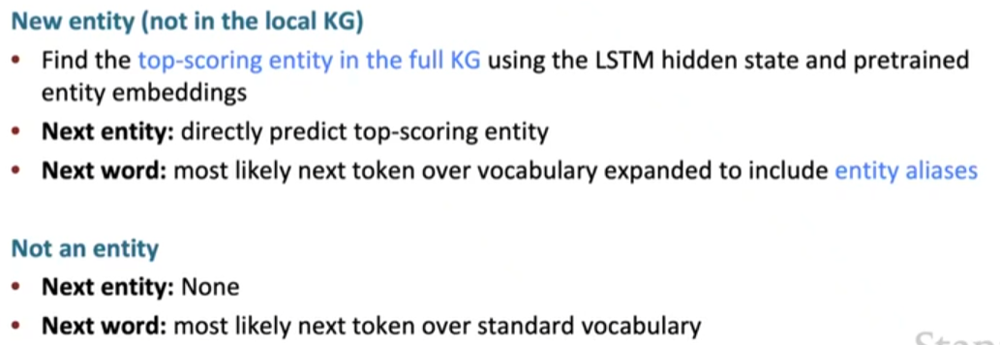 New entity (not in the local KG)
• Find the top-scoring entity in the full KG using the LSTM hidden state and pretrained
entity embeddings
• Next entity: directly predict top-scoring entity
• Next word: most likely next token over vocabulary expanded to include entity aliases
Not an entity
• Next entity: None
• Next word: most likely next token over standard vocabulary